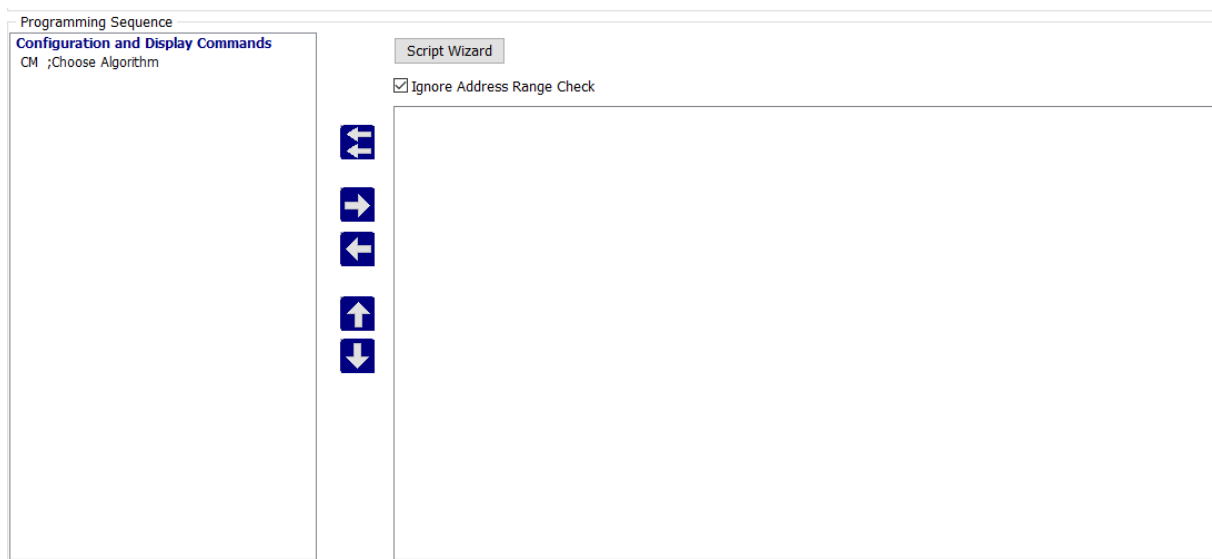 Programming Sequence
Configuration and Display Commands
CM ;Choose Algorithm
Script Wizard
Ignore Address Range Check